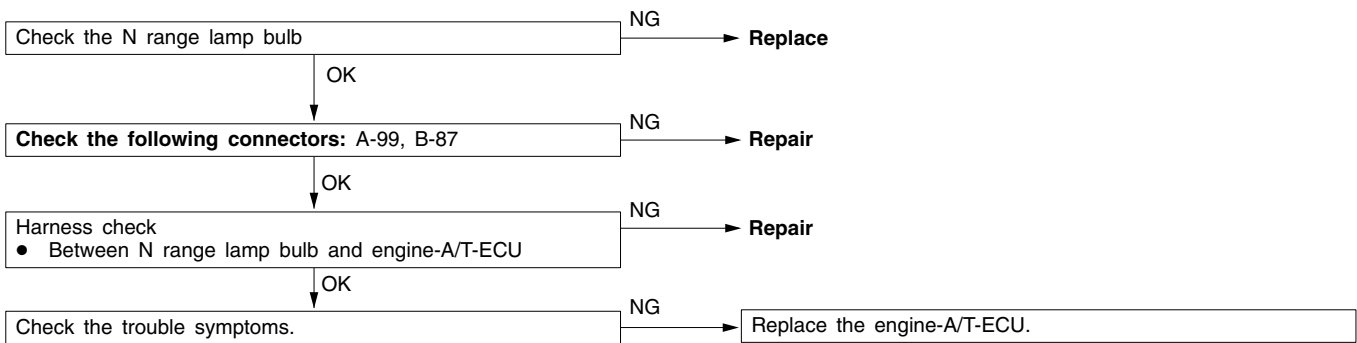 Check the N range lamp bulb
NG
Replace
OK
Check the following connectors: A-99, B-87
NG
Repair
OK
Harness check
● Between N range lamp bulb and engine-A/T-ECU
NG
Repair
OK
Check the trouble symptoms.
NG
Replace the engine-A/T-ECU.